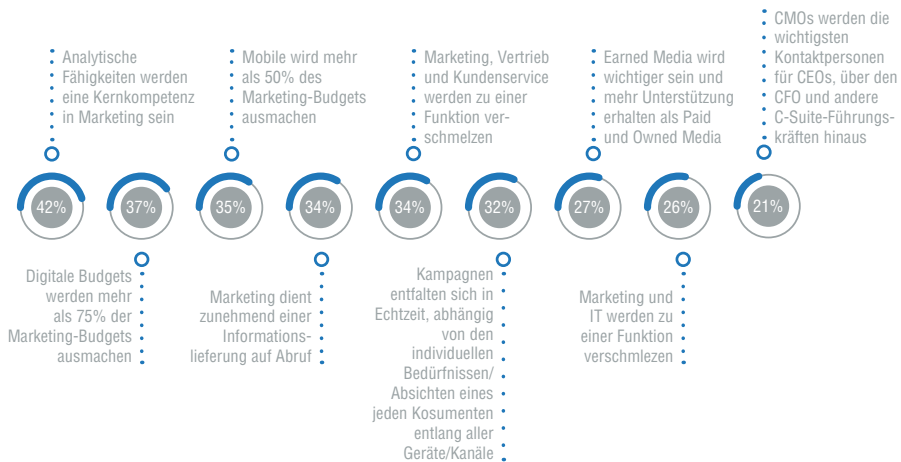 Analytische
Fähigkeiten werden
eine Kernkompetenz
in Marketing sein
Mobile wird mehr
als 50% des
Marketing-Budgets
ausmachen
Marketing, Vertrieb
und Kundenservice
werden zu einer
Funktion ver-
schmelzen
Earned Media wird
wichtiger sein und
mehr Unterstützung
erhalten als Paid
und Owned Media
CMOs werden die
wichtigsten
Kontaktpersonen
für CEOs, über den
CFO und andere
C-Suite-Führungs-
kräften hinaus
42%
37%
35%
34%
34%
32%
27%
26%
21%
Digitale Budgets
werden mehr
als 75% der
Marketing-Budgets
ausmachen
Marketing dient
zunehmend einer
Informations-
lieferung auf Abruf
Kampagnen
entfalten sich in
Echtzeit, abhängig
von den
individuellen
Bedürfnissen/
Absichten eines
jeden Kosumenten
entlang aller
Geräte/Kanäle
Marketing und
IT werden zu
einer Funktion
verschmlezen